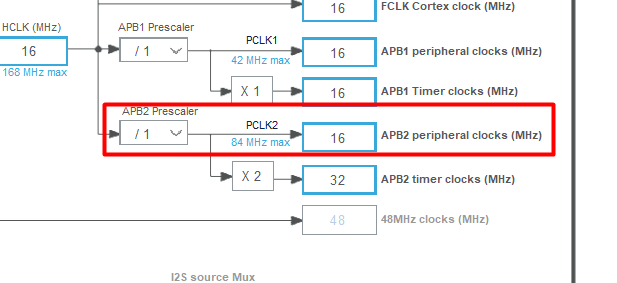 16
FCLK Cortex clock (MHz)
HCLK (MHz)
APB1 Prescaler
16
/ 1
PCLK1
16
APB1 peripheral clocks (MHz)
168 MHz max
42 MHz max
X 1
16
APB1 Timer clocks (MHz)
APB2 Prescaler
/ 1
PCLK2
16
APB2 peripheral clocks (MHz)
84 MHz max
X 2
32
APB2 timer clocks (MHz)
48
48MHz clocks (MHz)
I2S source Mux